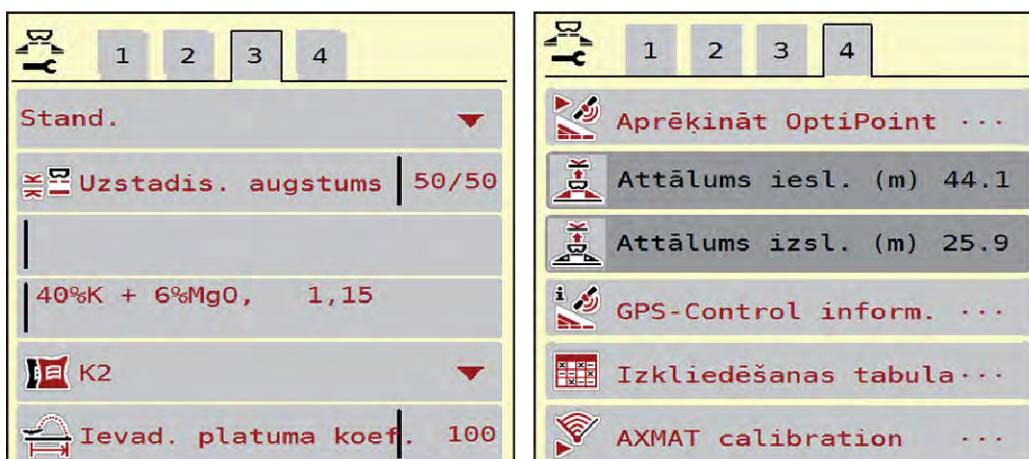 1 2 3 4
Stand.
Uzstadis. augstums 50/50
40%K + 6%MgO, 1,15
K2
Ievad. platuma koef. 100
1 2 3 4
Aprēķināt OptiPoint ...
Attālums iesl. (m) 44.1
Attālums izsl. (m) 25.9
i
GPS-Control inform. ...
Izkliedēšanas tabula...
AXMAT calibration ...